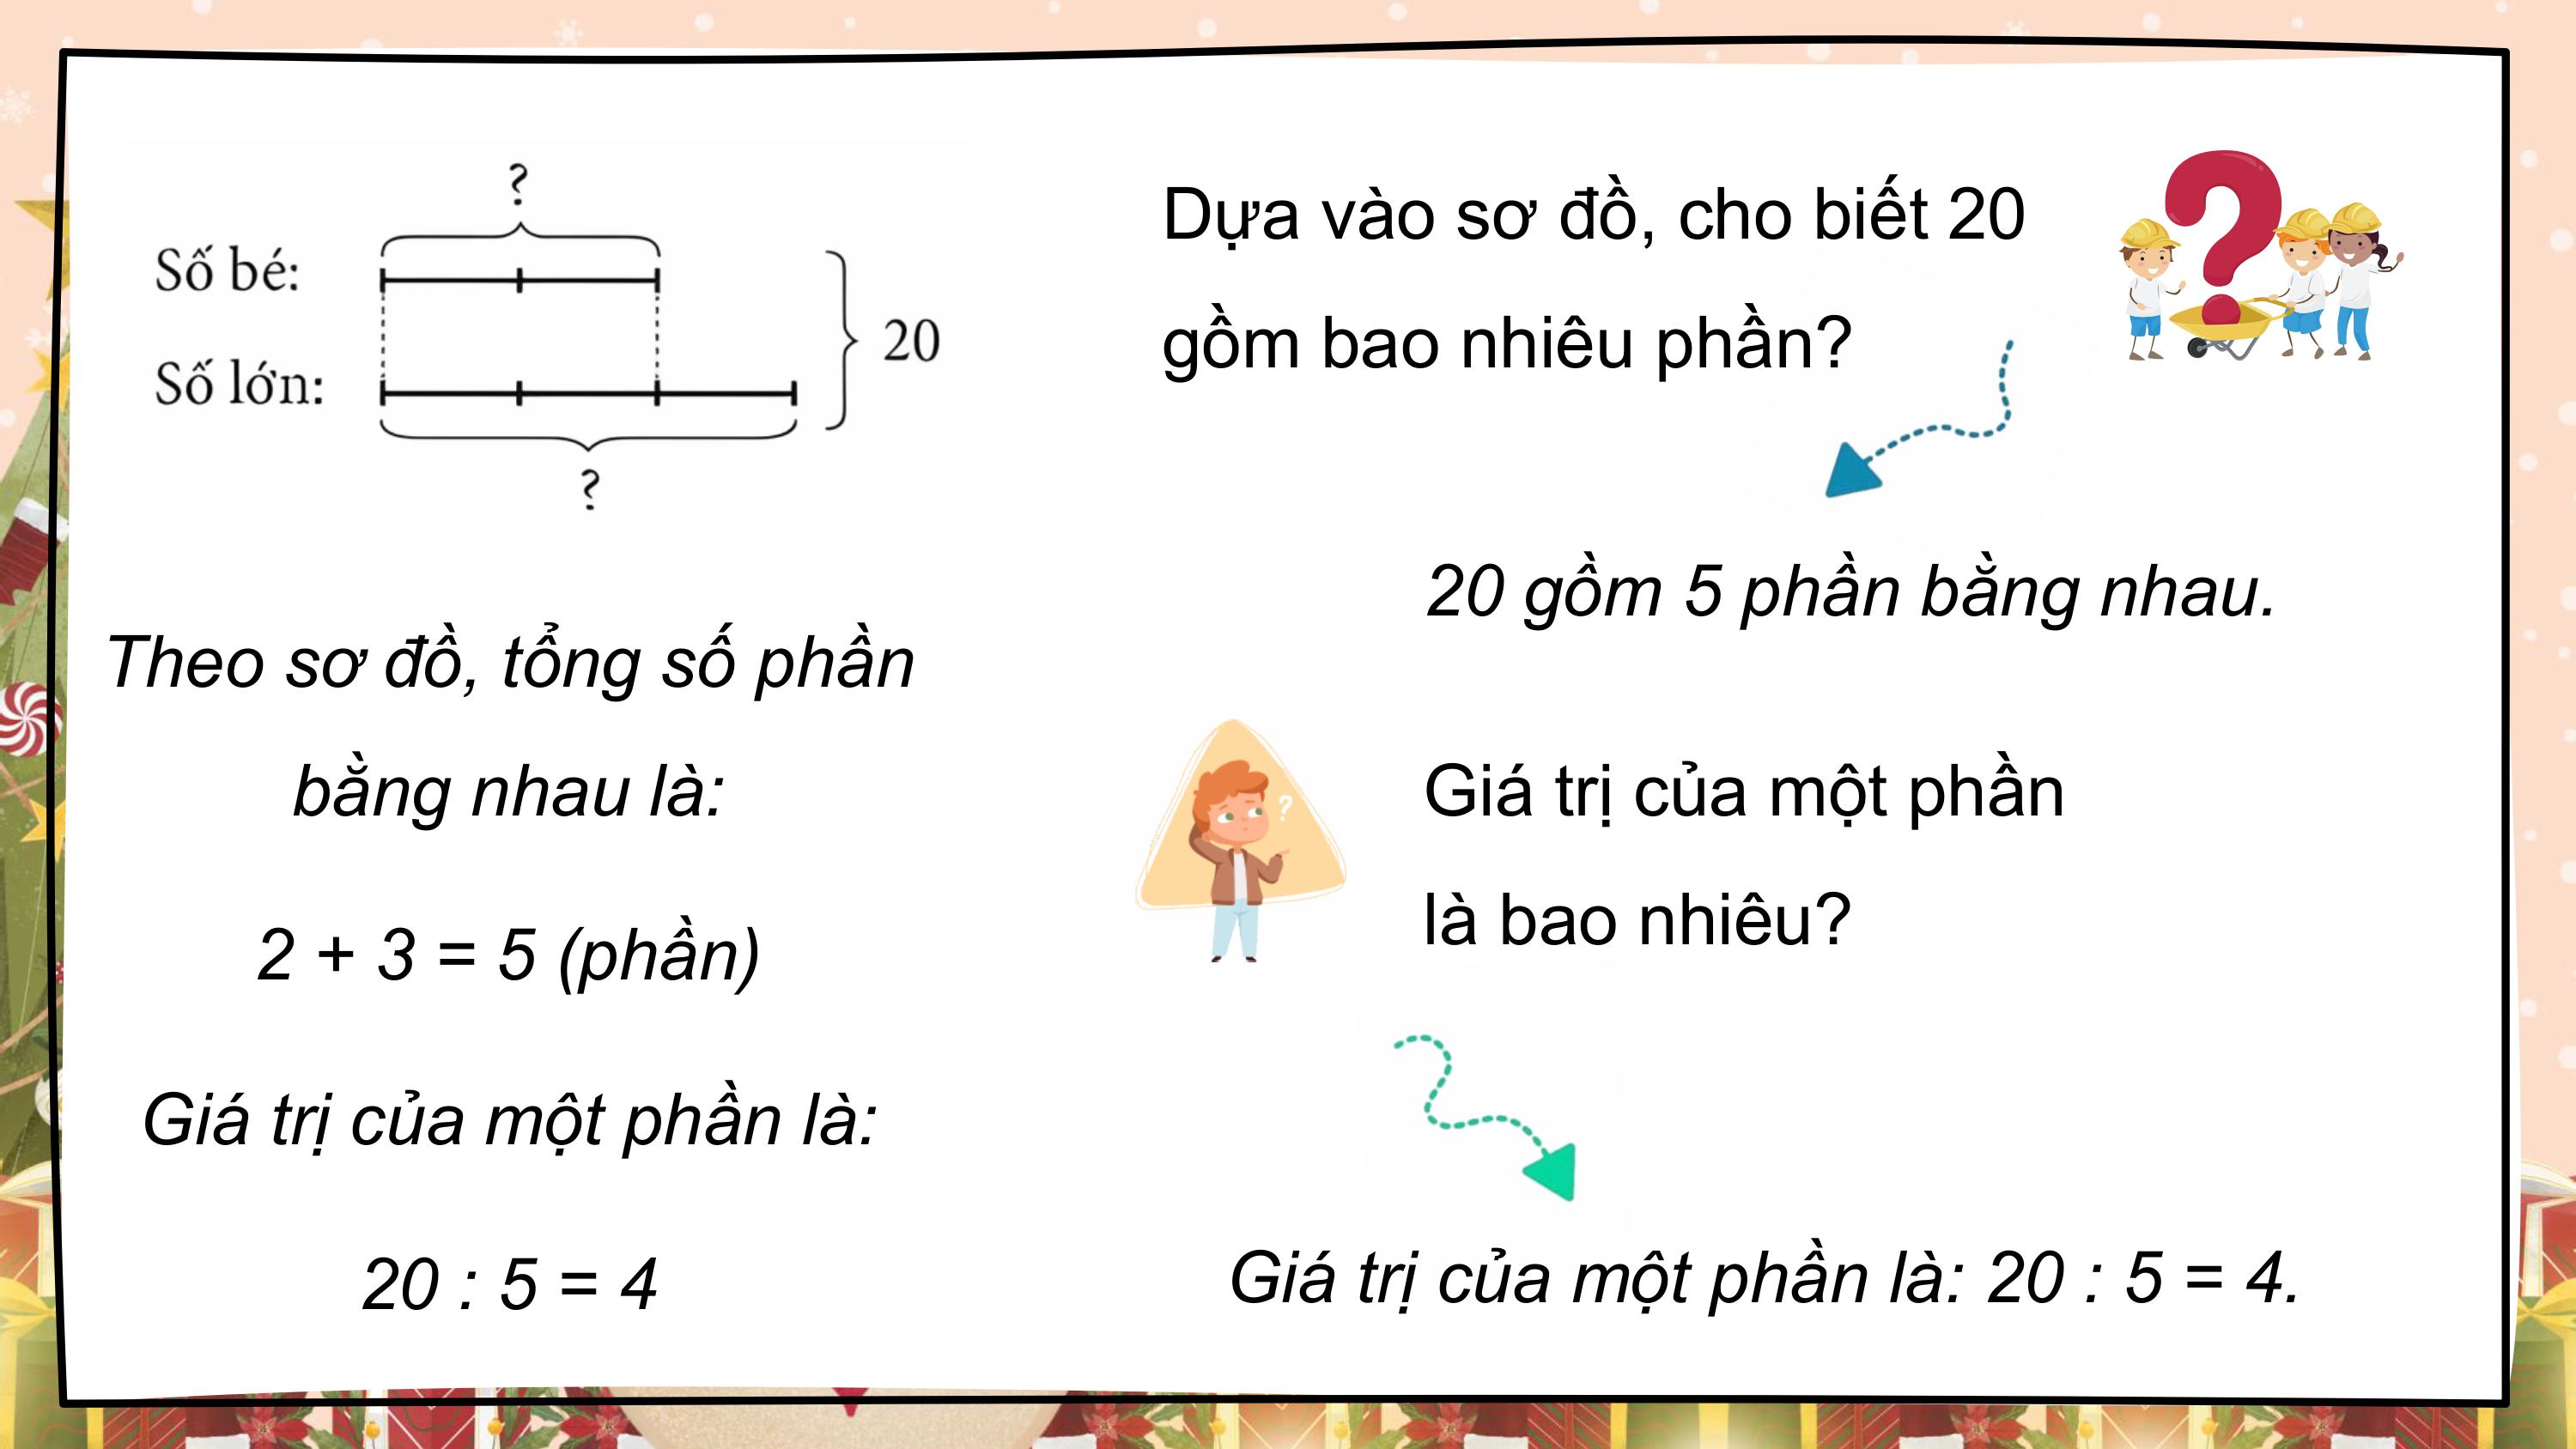 ?
Số bé:
20
Số lớn:
?
Theo sơ đồ, tổng số phần
bằng nhau là:
2 + 3 = 5 (phần)
Giá trị của một phần là:
20 : 5 = 4
Dựa vào sơ đồ, cho biết 20
gồm bao nhiêu phần?
?
20 gồm 5 phần bằng nhau.
?
Giá trị của một phần
là bao nhiêu?
Giá trị của một phần là: 20 : 5 = 4.